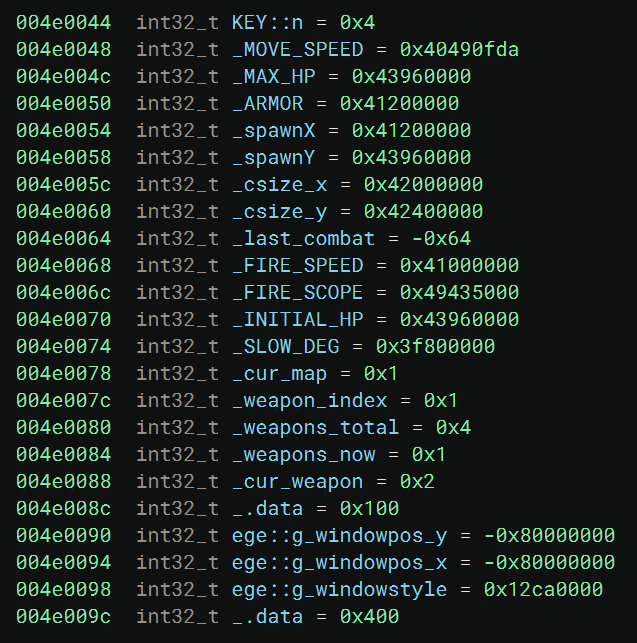 004e0044  int32_t KEY::n = 0x4
004e0048  int32_t _MOVE_SPEED = 0x40490fda
004e004c  int32_t _MAX_HP = 0x43960000
004e0050  int32_t _ARMOR = 0x41200000
004e0054  int32_t _spawnX = 0x41200000
004e0058  int32_t _spawnY = 0x43960000
004e005c  int32_t _csize_x = 0x42000000
004e0060  int32_t _csize_y = 0x42400000
004e0064  int32_t _last_combat = -0x64
004e0068  int32_t _FIRE_SPEED = 0x41000000
004e006c  int32_t _FIRE_SCOPE = 0x49435000
004e0070  int32_t _INITIAL_HP = 0x43960000
004e0074  int32_t _SLOW_DEG = 0x3f800000
004e0078  int32_t _cur_map = 0x1
004e007c  int32_t _weapon_index = 0x1
004e0080  int32_t _weapons_total = 0x4
004e0084  int32_t _weapons_now = 0x1
004e0088  int32_t _cur_weapon = 0x2
004e008c  int32_t _.data = 0x100
004e0090  int32_t ege::g_windowpos_y = -0x80000000
004e0094  int32_t ege::g_windowpos_x = -0x80000000
004e0098  int32_t ege::g_windowstyle = 0x12ca0000
004e009c  int32_t _.data = 0x400